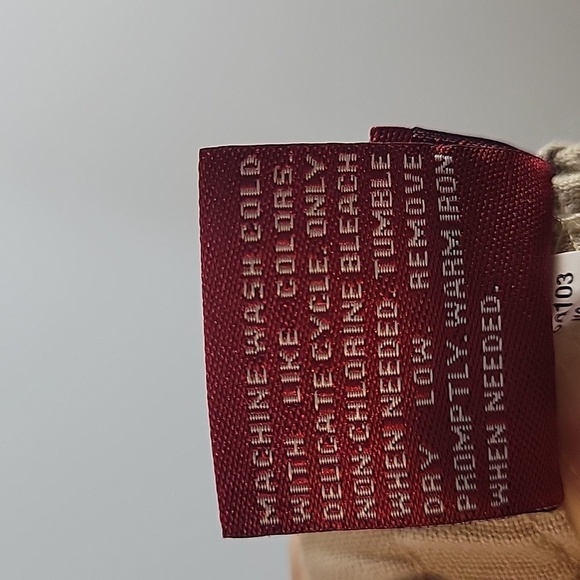 MACHINE WASH COLD
WITH LIKE COLORS.
DELICATE CYCLE. ONLY
NON-CHLORINE BLEACH
WHEN NEEDED. TUMBLE
DRY LOW. REMOVE
PROMPTLY. WARM IRON
WHEN NEEDED.